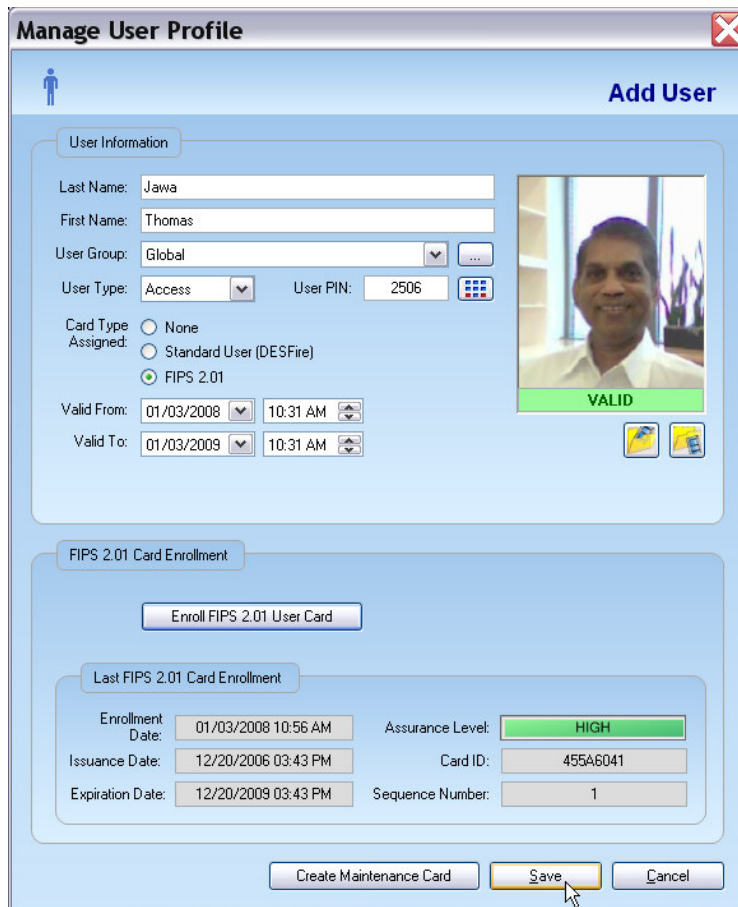 Manage User Profile
Add User
User Information
Last Name: Jawa
First Name: Thomas
User Group: Global ...
User Type: Access User PIN: 2506
Card Type Assigned:
None
Standard User (DESFire)
FIPS 2.01
VALID
Valid From: 01/03/2008 10:31 AM
Valid To: 01/03/2009 10:31 AM
FIPS 2.01 Card Enrollment
Enroll FIPS 2.01 User Card
Last FIPS 2.01 Card Enrollment
Enrollment Date: 01/03/2008 10:56 AM Assurance Level: HIGH
Issuance Date: 12/20/2006 03:43 PM Card ID: 455A6041
Expiration Date: 12/20/2009 03:43 PM Sequence Number: 1
Create Maintenance Card Save Cancel